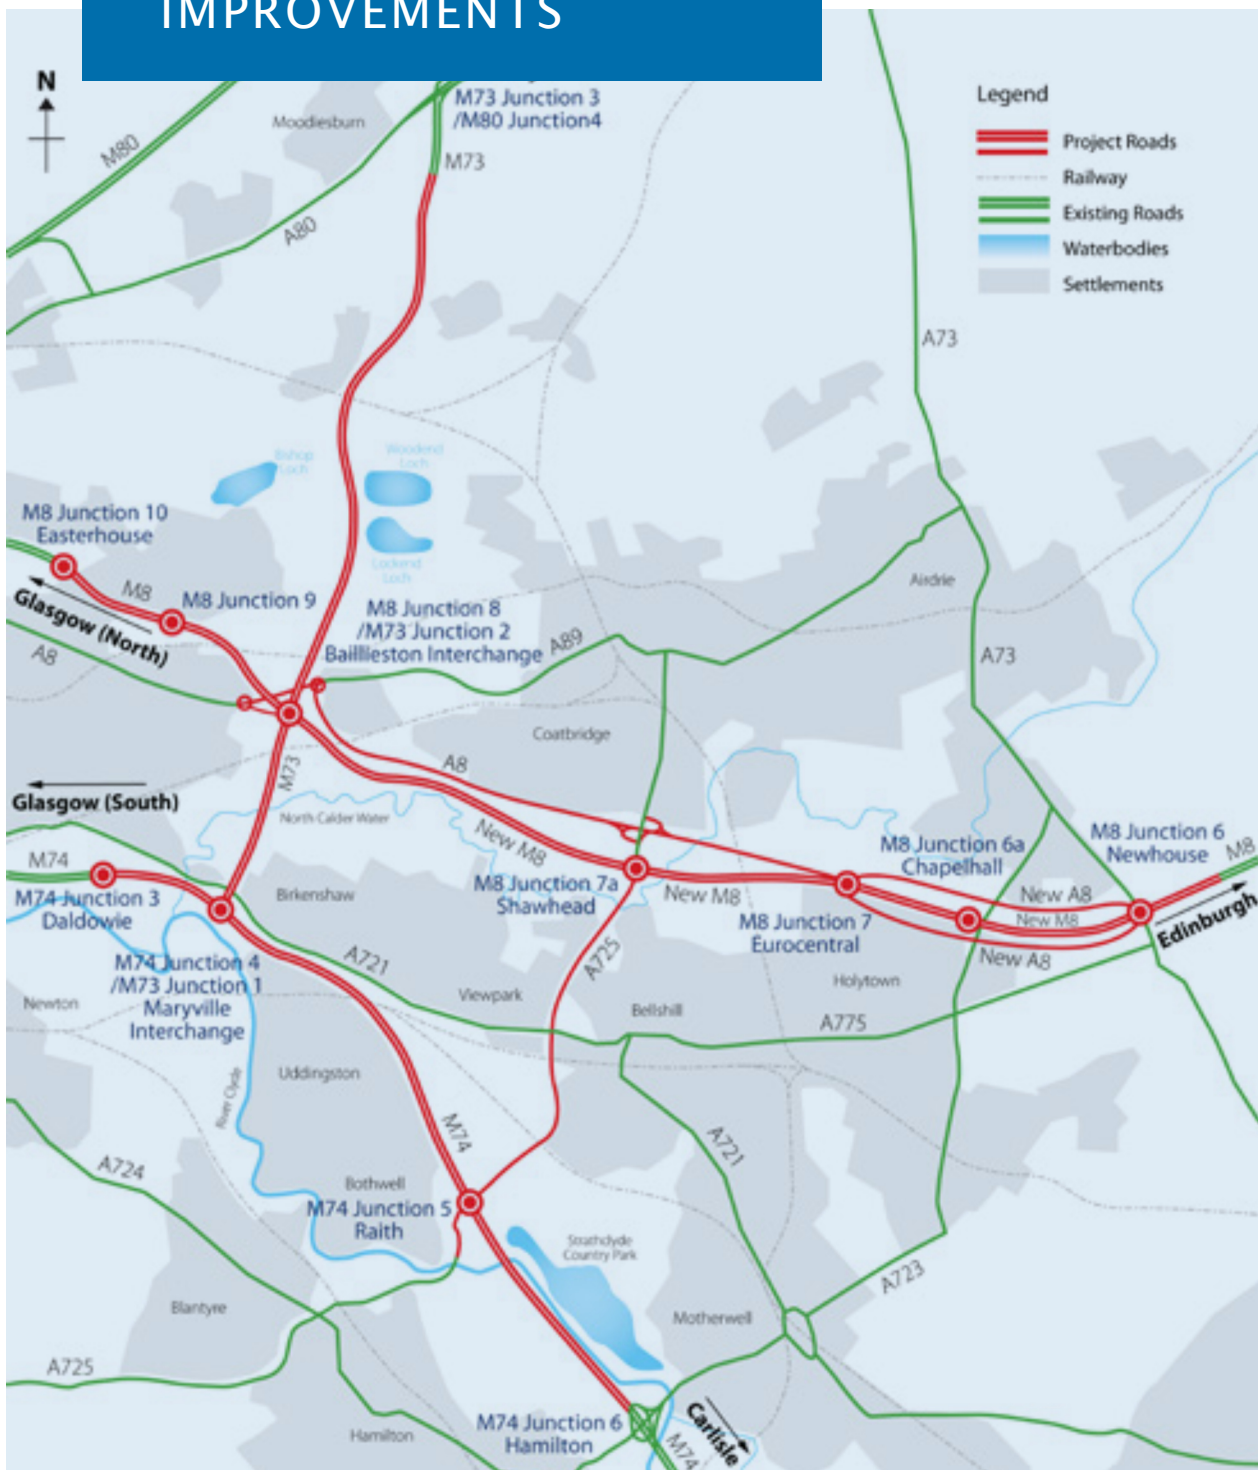 IMPROVEMENTS
N
M73 Junction 3
/M80 Junction4
Moodiesburn
M80
M73
A80
Legend
Project Roads
Railway
Existing Roads
Waterbodies
Settlements
A73
Bishop
Loch
Woodend
Loch
Lockend
Loch
M8 Junction 10
Easterhouse
M8
M8 Junction 9
Glasgow (North)
A8
M8 Junction 8
/M73 Junction 2
Baillieston Interchange
A89
Airdrie
A73
Coatbridge
A8
M73
Glasgow (South)
North Calder Water
New M8
M8 Junction 6a
Chapelhall
M8 Junction 6
Newhouse
M8
M74
M74 Junction 3
Daldowie
Birkenshaw
M8 Junction 7a
Shawhead
New M8
M8 Junction 7
Eurocentral
New A8
New M8
New A8
Edinburgh
A721
A725
M74 Junction 4
/M73 Junction 1
Maryville
Interchange
Newton
Viewpark
Bellshill
Holytown
A775
Uddingston
River Clyde
M74
A721
A724
Bothwell
M74 Junction 5
Raith
Strathclyde
Country Park
A723
Blantyre
Motherwell
A725
M74 Junction 6
Hamilton
Hamilton
Carlisle
M74